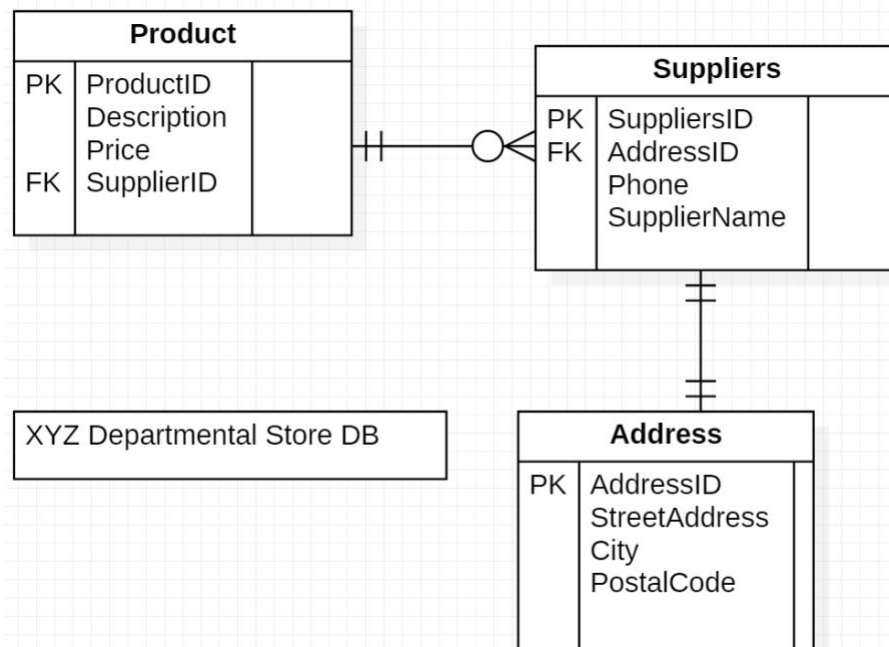 Product
PK ProductID
Description
Price
FK SupplierID
Suppliers
PK SuppliersID
FK AddressID
Phone
SupplierName
XYZ Departmental Store DB
Address
PK AddressID
StreetAddress
City
PostalCode